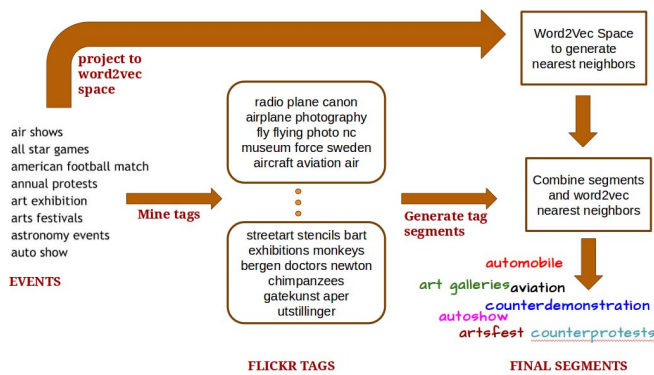 project to
word2vec
space
Word2Vec Space
to generate
nearest neighbors
air shows
all star games
american football match
annual protests
art exhibition
arts festivals
astronomy events
auto show
EVENTS
Mine tags
radio plane canon
airplane photography
fly flying photo nc
museum force sweden
aircraft aviation air
streetart stencils bart
exhibitions monkeys
bergen doctors newton
chimpanzees
gatekunst aper
utstillinger
FLICKR TAGS
Generate tag
segments
Combine segments
and word2vec
nearest neighbors
automobile
art galleries aviation
counterdemonstration
autoshow
artsfest counterprotests
FINAL SEGMENTS